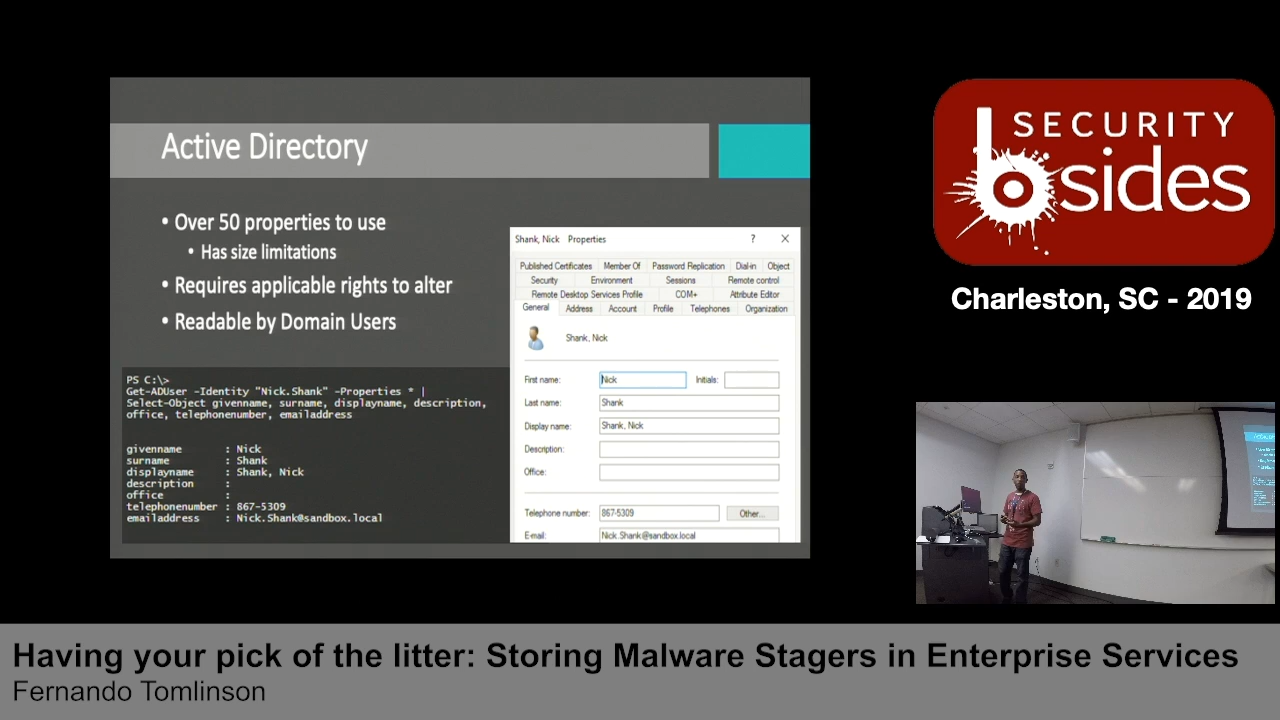 Active Directory
• Over 50 properties to use
• Has size limitations
• Requires applicable rights to alter
• Readable by Domain Users
PS C:\>
Get-ADUser -Identity "Nick.Shank" -Properties * |
Select-Object givenname, surname, displayname, description,
office, telephonenumber, emailaddress
givenname : Nick
surname : Shank
displayname : Shank, Nick
description :
office :
telephonenumber : 867-5309
emailaddress : Nick.Shank@sandbox.local
Shank, Nick Properties ? ×
Published Certificates Member Of Password Replication Dial-in Object
Security Environment Sessions Remote control
Remote Desktop Services Profile COM+ Attribute Editor
General Address Account Profile Telephones Organization
Shank, Nick
First name: Nick Initials:
Last name: Shank
Display name: Shank, Nick
Description:
Office:
Telephone number: 867-5309 Other...
E-mail: Nick.Shank@sandbox.local
SECURITY
bsides
Charleston, SC - 2019
Having your pick of the litter: Storing Malware Stagers in Enterprise Services
Fernando Tomlinson